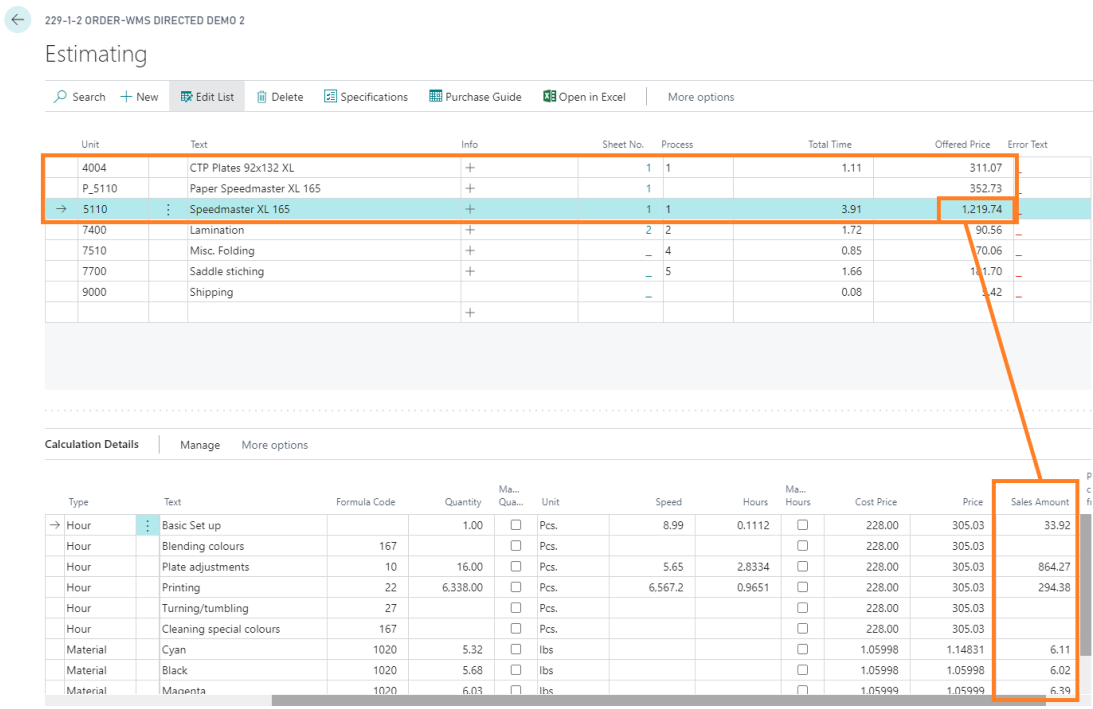 229-1-2 ORDER-WMS DIRECTED DEMO 2
Estimating
Search New Edit List Delete Specifications Purchase Guide Open in Excel More options
Unit Text Info Sheet No. Process Total Time Offered Price Error Text
4004 CTP Plates 92x132 XL 1 1 1.11 311.07 _
P_5110 Paper Speedmaster XL 165 1 352.73 _
5110 Speedmaster XL 165 1 1 3.91 1,219.74 _
7400 Lamination 2 2 1.72 90.56 _
7510 Misc. Folding _ 4 0.85 70.06 _
7700 Saddle stiching _ 5 1.66 _
9000 Shipping _ 0.08 _
Calculation Details Manage More options
Type Text Formula Code Quantity Ma... Qua... Unit Speed Hours Ma... Hours Cost Price Price Sales Amount
Hour Basic Set up 1.00 Pcs. 8.99 0.1112 228.00 305.03 33.92
Hour Blending colours 167 Pcs. 228.00 305.03
Hour Plate adjustments 10 16.00 Pcs. 5.65 2.8334 228.00 305.03 864.27
Hour Printing 22 6,338.00 Pcs. 6,567.2 0.9651 228.00 305.03 294.38
Hour Turning/tumbling 27 Pcs. 228.00 305.03
Hour Cleaning special colours 167 Pcs. 228.00 305.03
Material Cyan 1020 5.32 lbs 1.05998 1.14831 6.11
Material Black 1020 5.68 lbs 1.05998 1.05998 6.02
Material Magenta 1020 6.03 lbs 1.05999 1.05999 6.39